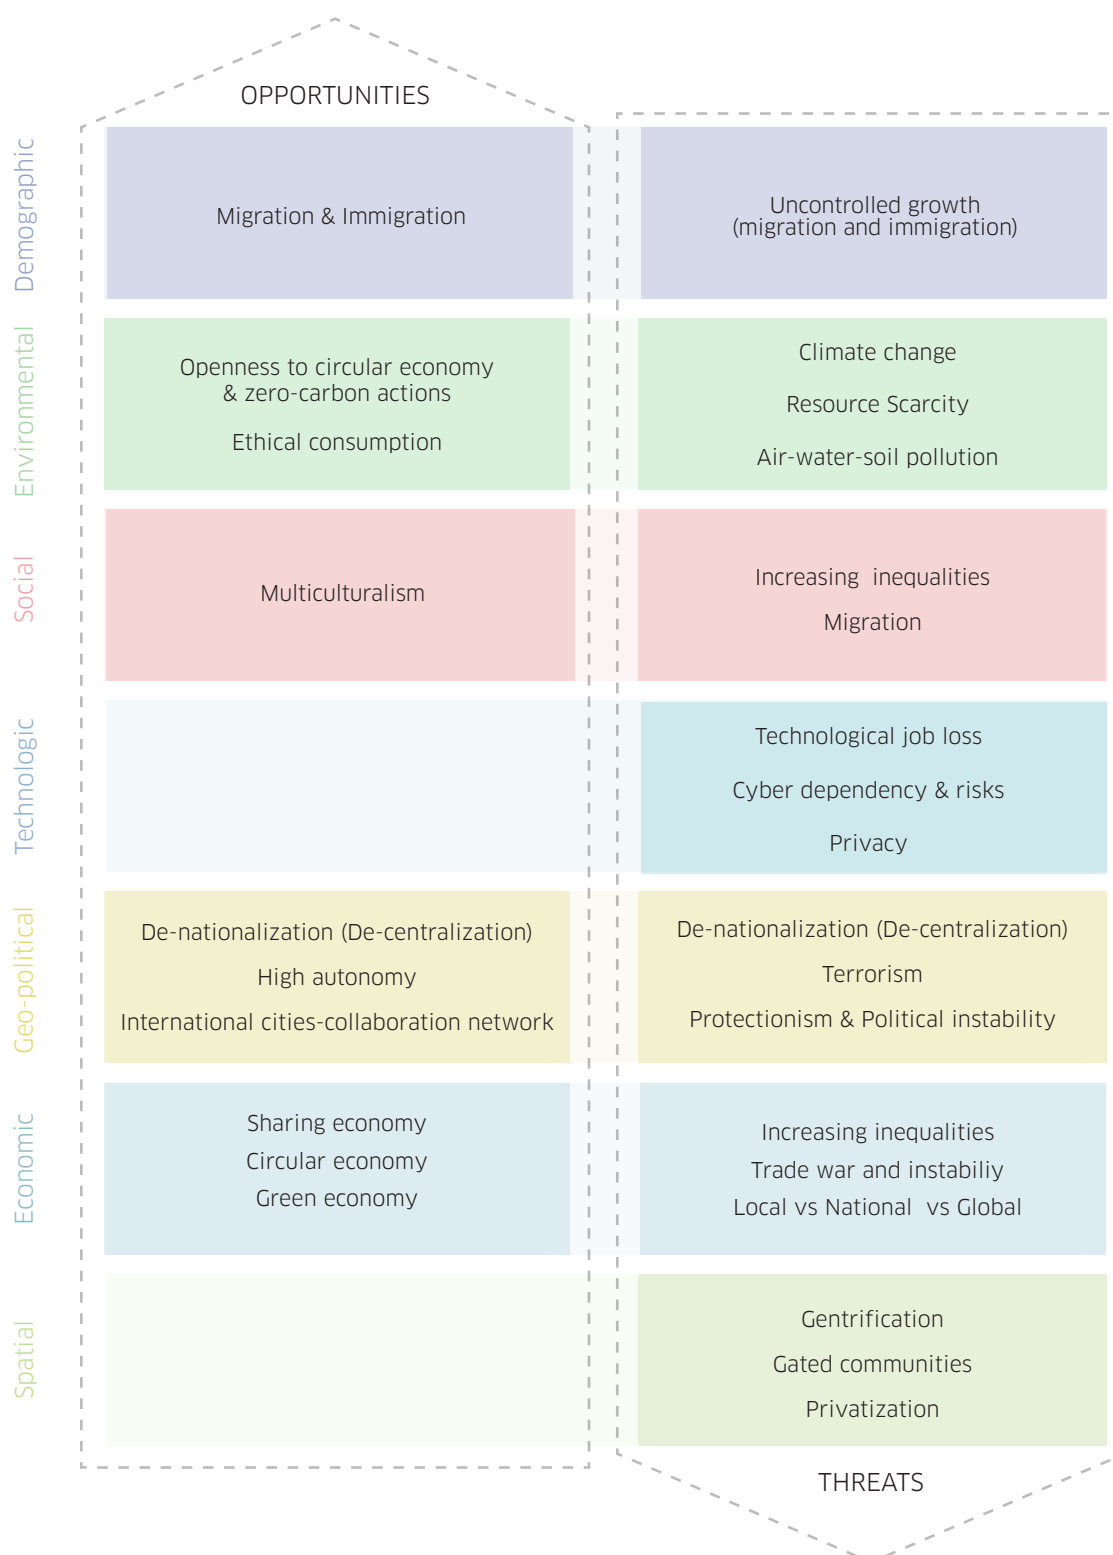 OPPORTUNITIES
Demographic
Migration & Immigration
Uncontrolled growth
(migration and immigration)
Environmental
Openness to circular economy
& zero-carbon actions
Ethical consumption
Climate change
Resource Scarcity
Air-water-soil pollution
Social
Multiculturalism
Increasing inequalities
Migration
Technologic
Technological job loss
Cyber dependency & risks
Privacy
Geo-political
De-nationalization (De-centralization)
High autonomy
International cities-collaboration network
De-nationalization (De-centralization)
Terrorism
Protectionism & Political instability
Economic
Sharing economy
Circular economy
Green economy
Increasing inequalities
Trade war and instabiliy
Local vs National vs Global
Spatial
Gentrification
Gated communities
Privatization
THREATS